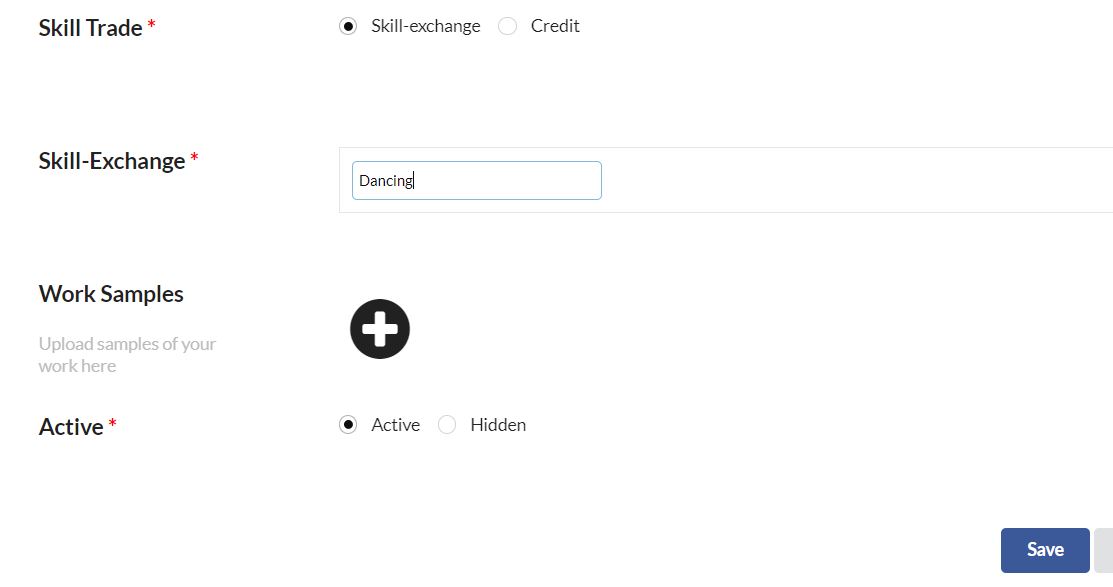 Skill Trade * Skill-exchange Credit
Skill-Exchange * Dancing
Work Samples
Upload samples of your
work here
Active * Active Hidden
Save